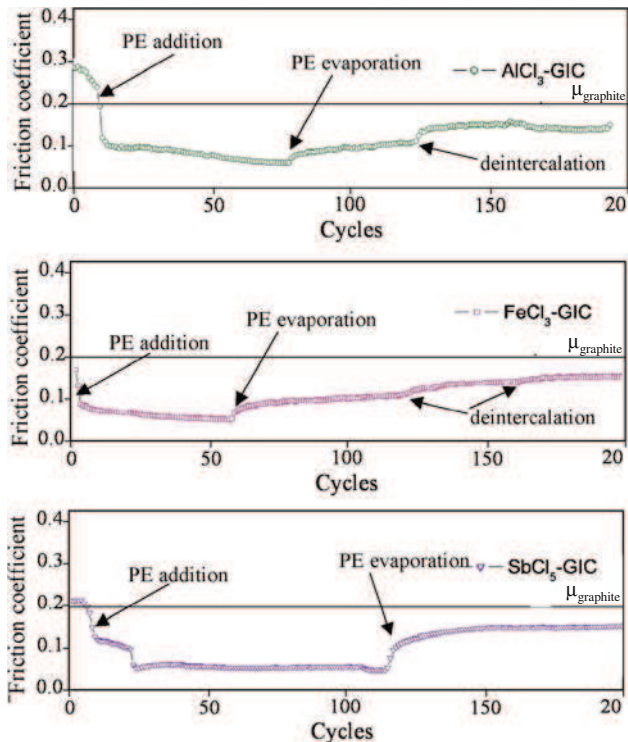 Friction coefficient
0.4
0.3
0.2
0.1
0.0
PE addition
PE evaporation
AlCl₃-GIC
μgraphite
deintercalation
0
50
100
150
20
Cycles
Friction coefficient
0.4
0.3
0.2
0.1
0.0
PE addition
PE evaporation
FeCl₃-GIC
μgraphite
deintercalation
0
50
100
150
20
Cycles
Friction coefficient
0.4
0.3
0.2
0.1
0.0
PE addition
PE evaporation
SbCl₅-GIC
μgraphite
0
50
100
150
20
Cycles